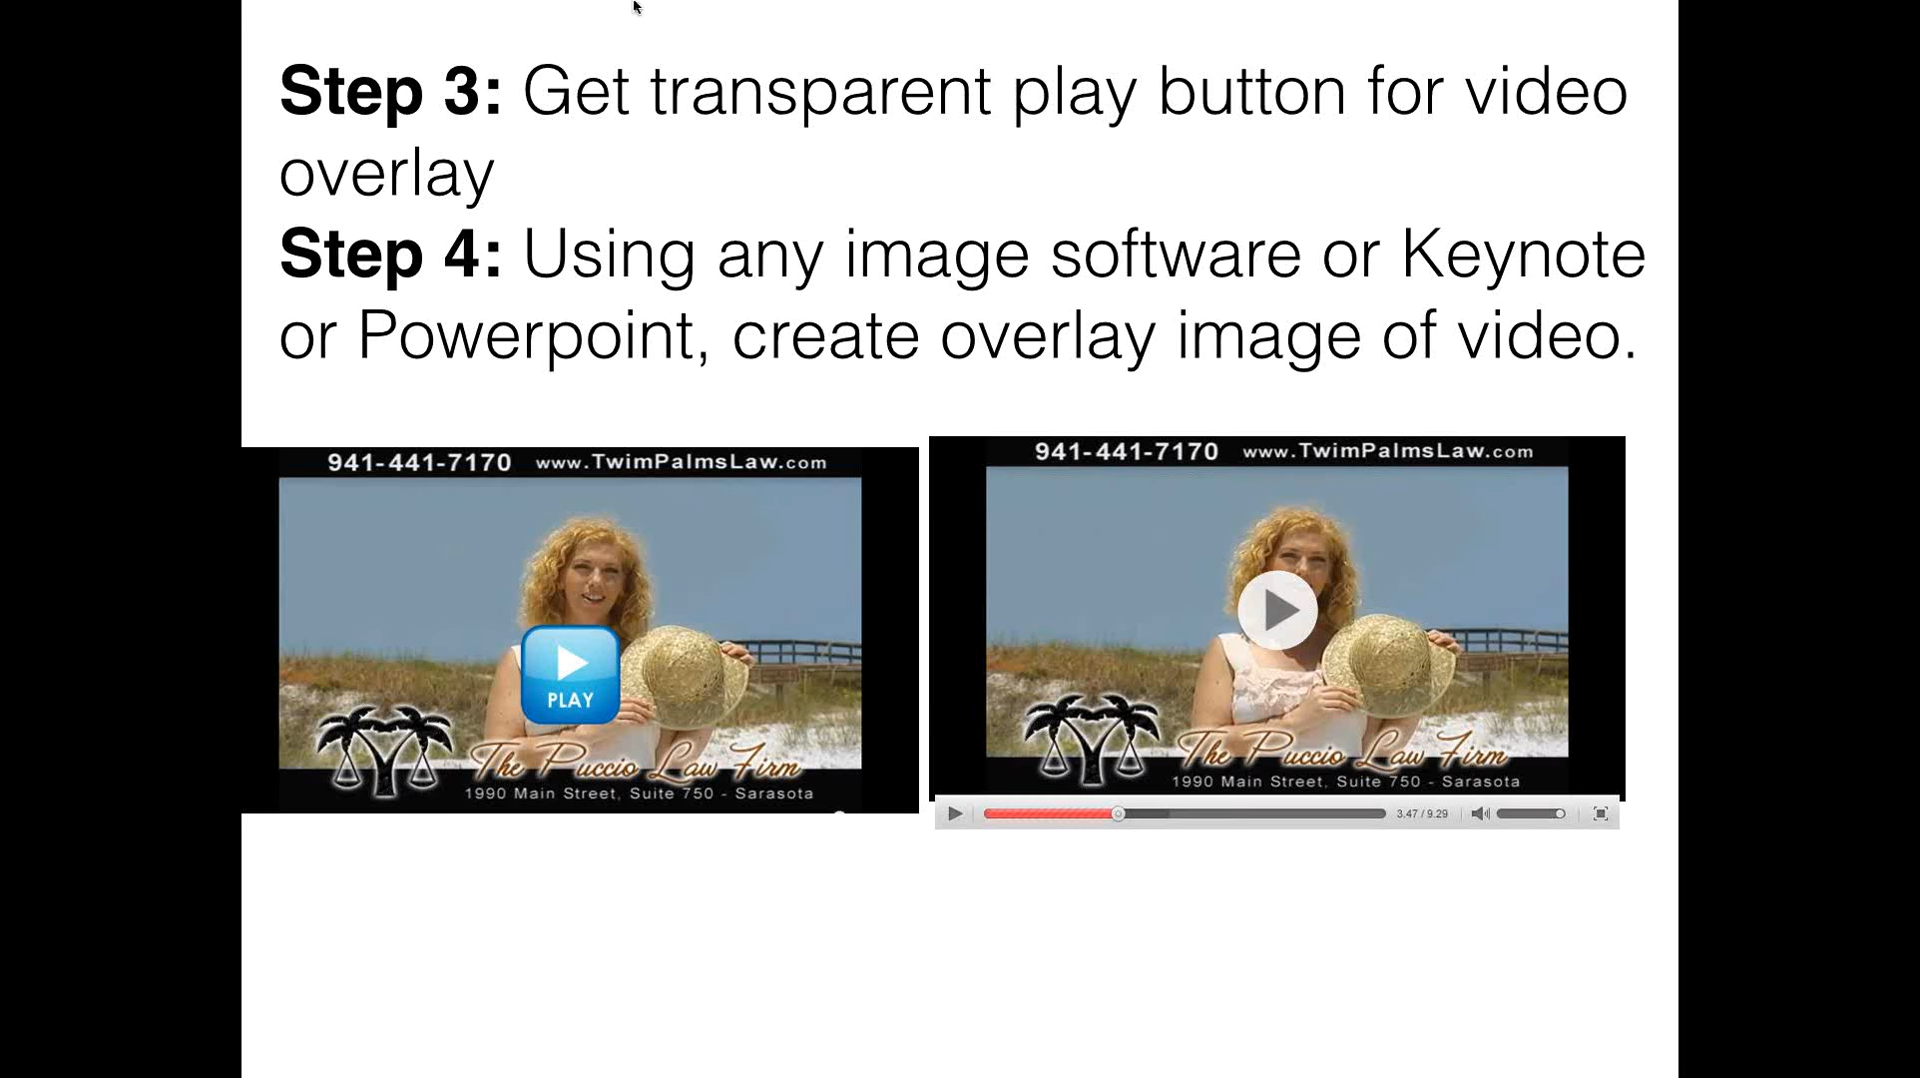 Step 3: Get transparent play button for video
overlay
Step 4: Using any image software or Keynote
or Powerpoint, create overlay image of video.
941-441-7170 www.TwimPalmsLaw.com
PLAY
The Puccio Law Firm
1990 Main Street, Suite 750 - Sarasota
941-441-7170 www.TwimPalmsLaw.com
The Puccio Law Firm
1990 Main Street, Suite 750 - Sarasota
3.47 / 9.29